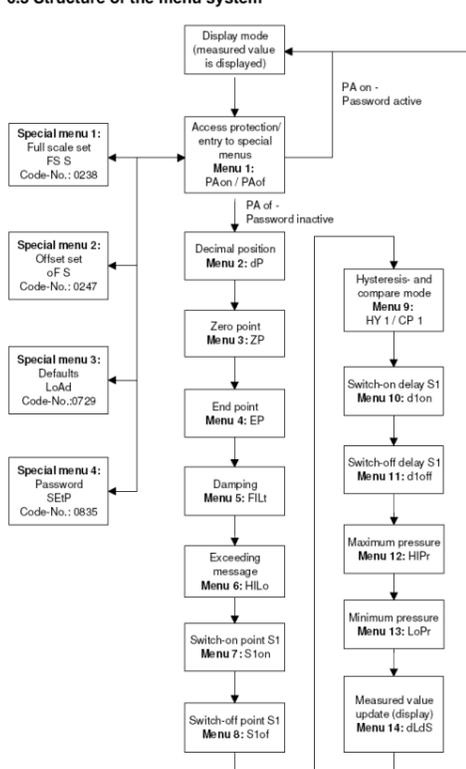 6.5 Structure of the menu system
Display mode
(measured value
is displayed)
PA on -
Password active
Access protection/
entry to special
menus
Menu 1:
PAon / PAof
PA of -
Password inactive
Special menu 1:
Full scale set
FS S
Code-No.: 0238
Special menu 2:
Offset set
oF S
Code-No.: 0247
Special menu 3:
Defaults
LoAd
Code-No.:0729
Special menu 4:
Password
SEtP
Code-No.: 0835
Decimal position
Menu 2: dP
Zero point
Menu 3: ZP
End point
Menu 4: EP
Damping
Menu 5: FILt
Exceeding
message
Menu 6: HILo
Switch-on point S1
Menu 7: S1on
Switch-off point S1
Menu 8: S1of
Hysteresis- and
compare mode
Menu 9:
HY 1 / CP 1
Switch-on delay S1
Menu 10: d1on
Switch-off delay S1
Menu 11: d1off
Maximum pressure
Menu 12: HIPr
Minimum pressure
Menu 13: LoPr
Measured value
update (display)
Menu 14: dLdS